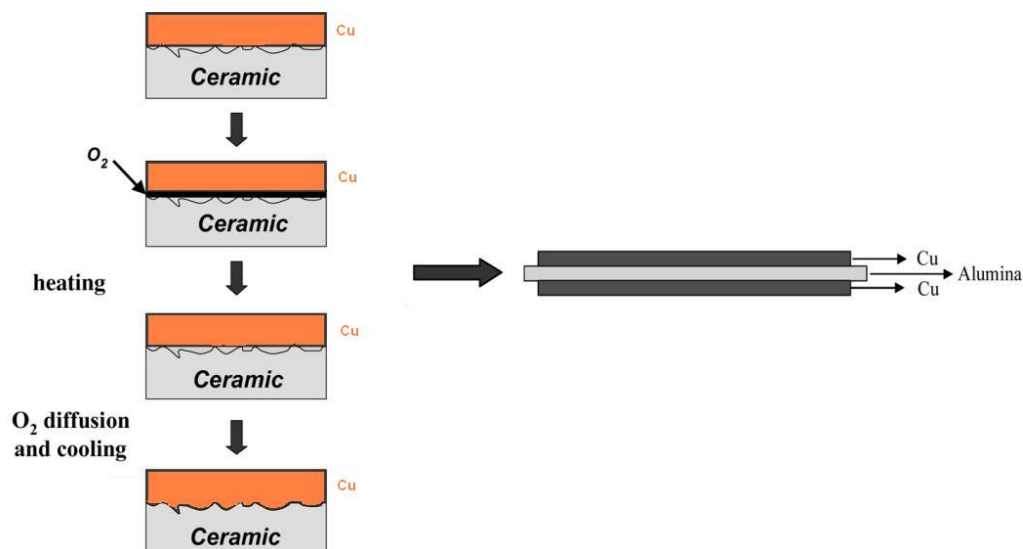 Cu
Ceramic
O₂
Cu
Ceramic
heating
Cu
Ceramic
O₂ diffusion
and cooling
Cu
Ceramic
Cu
Alumina
Cu